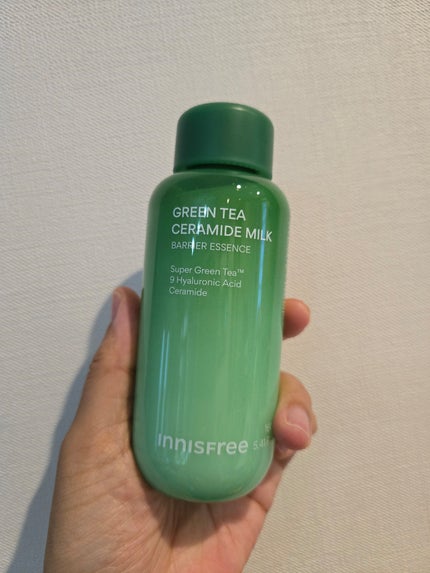 GREEN TEA
CERAMIDE MILK
BARRIER ESSENCE
Super Green Tea™
9 Hyaluronic Acid
Ceramide
INNISFree